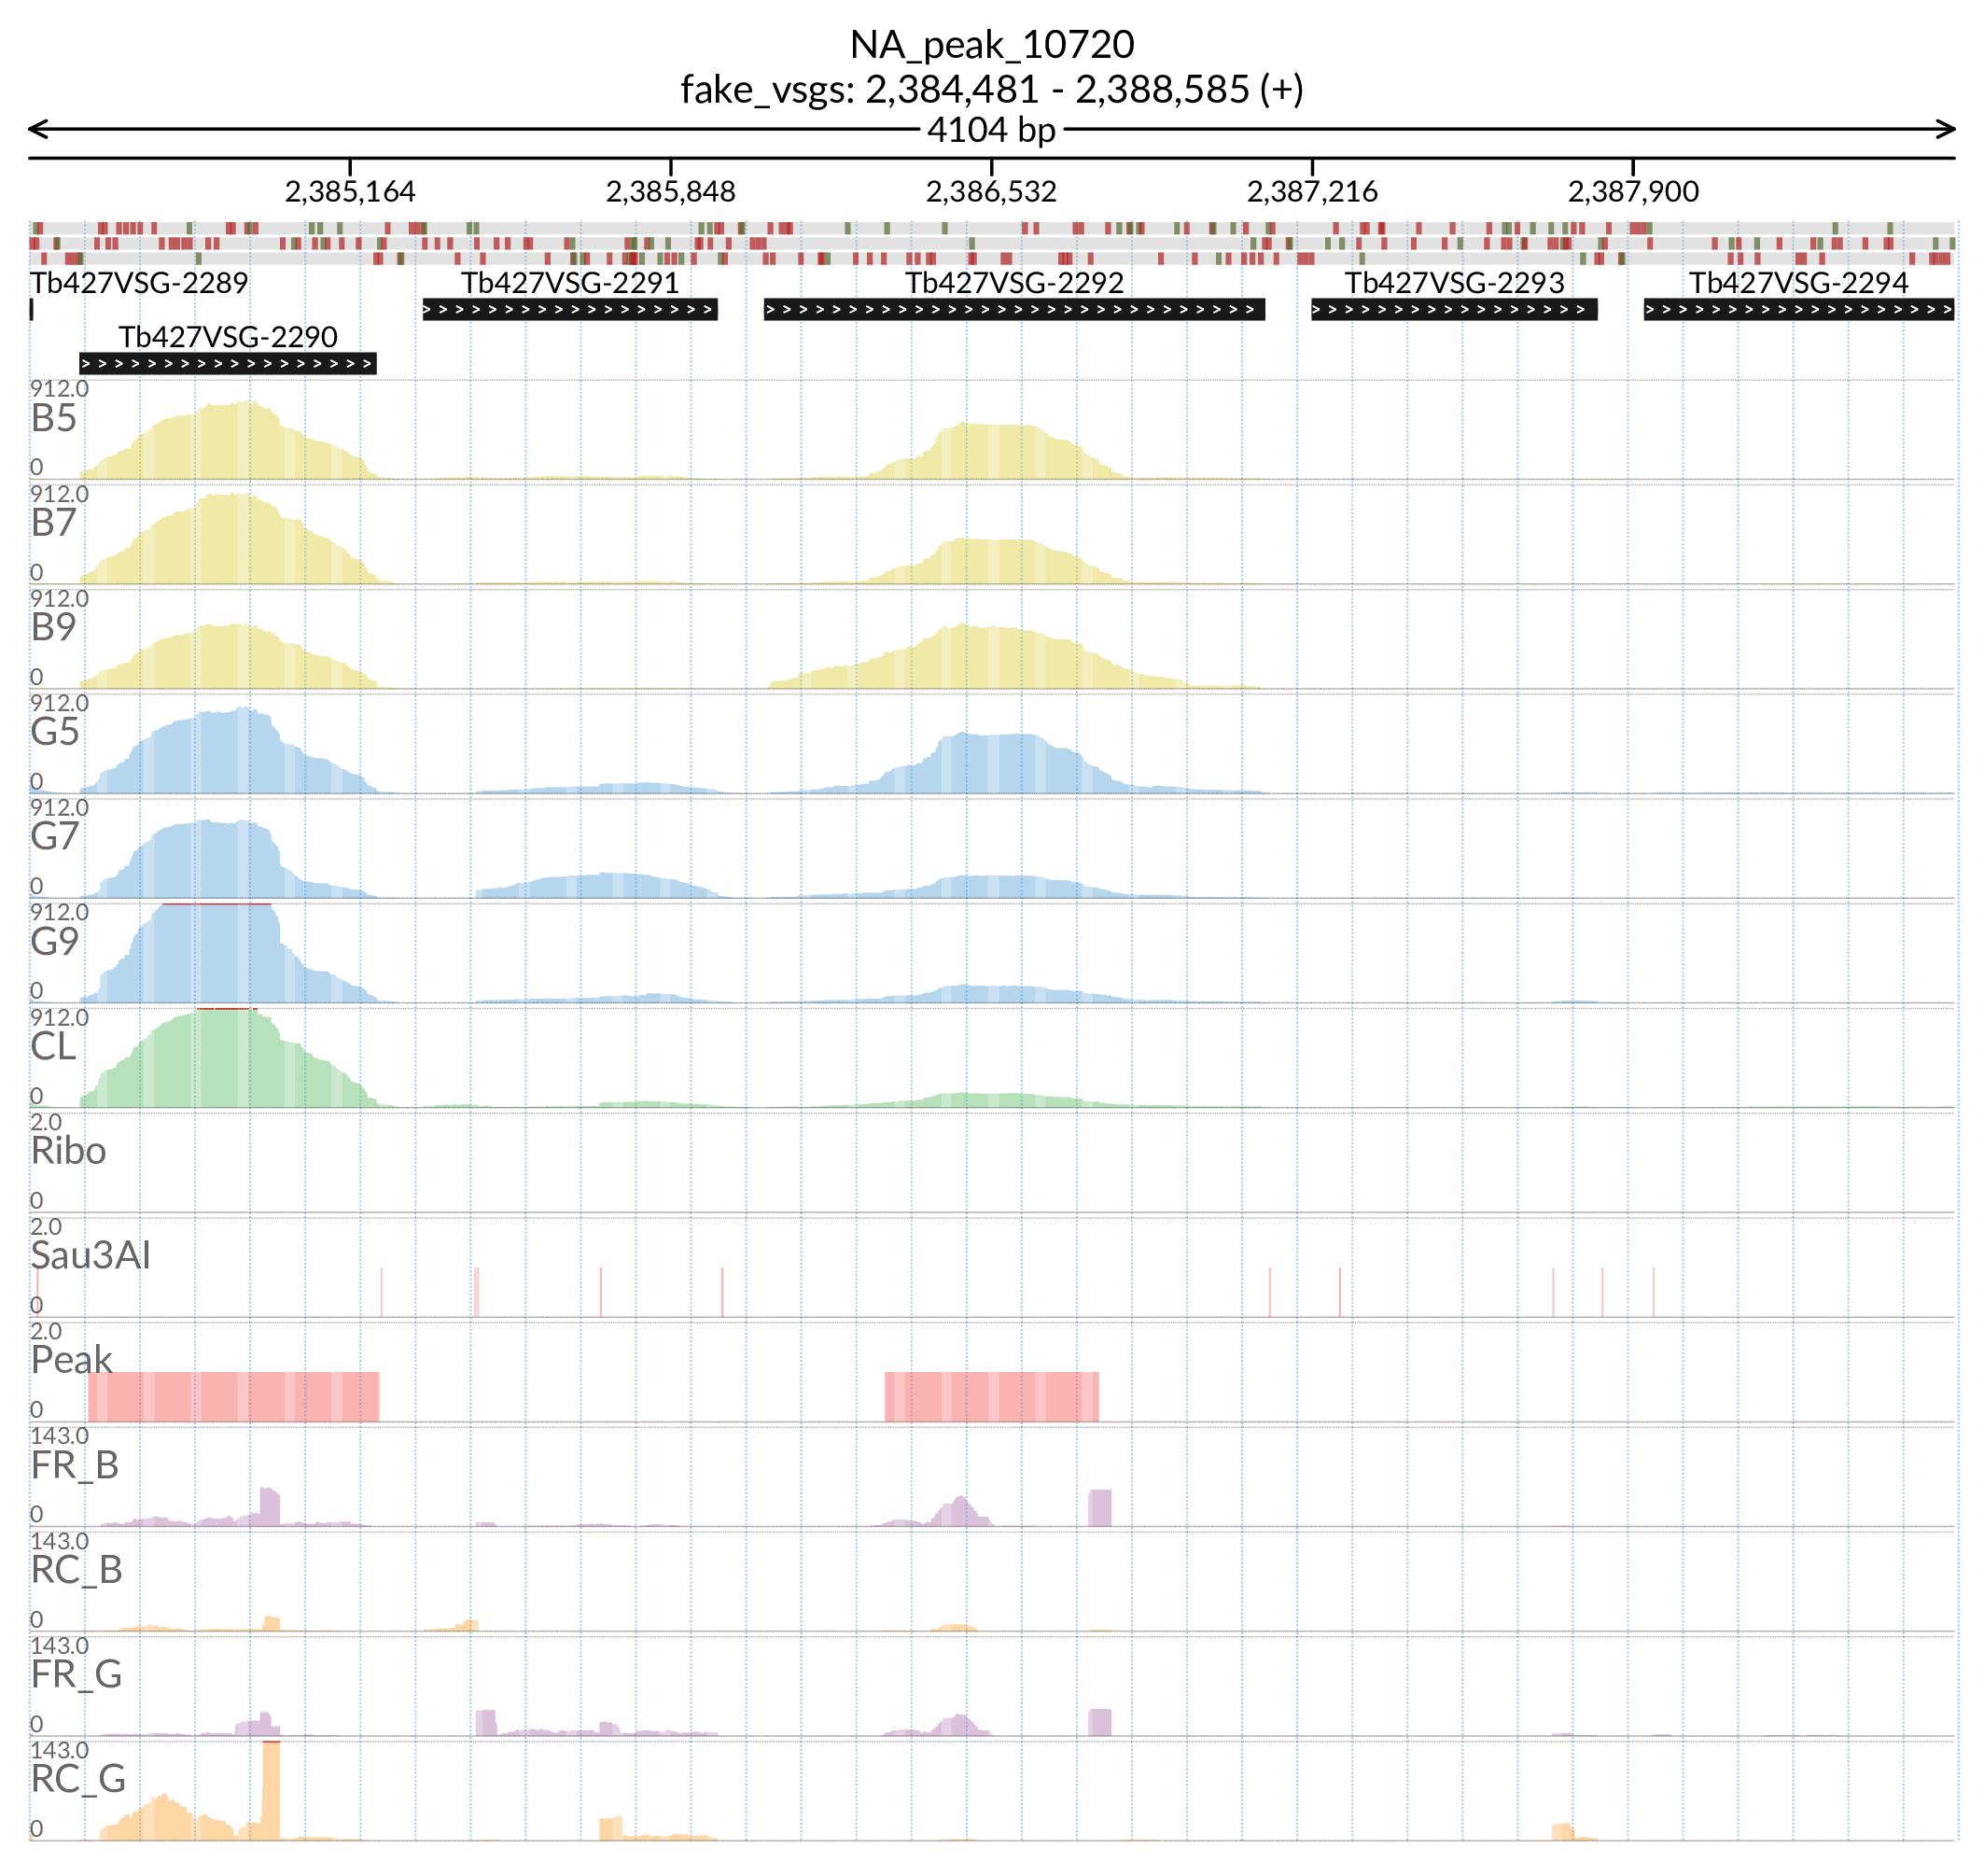 NA_peak_10720
fake_vsgs: 2,384,481 - 2,388,585 (+)
4104 bp
2,385,164 2,385,848 2,386,532 2,387,216 2,387,900
Tb427VSG-2289 Tb427VSG-2291 Tb427VSG-2292 Tb427VSG-2293 Tb427VSG-2294
Tb427VSG-2290
912.0
B5
0
912.0
B7
0
912.0
B9
0
912.0
G5
0
912.0
G7
0
912.0
G9
0
912.0
CL
0
2.0
Ribo
0
2.0
Sau3AI
0
2.0
Peak
0
143.0
FR_B
0
143.0
RC_B
0
143.0
FR_G
0
143.0
RC_G
0